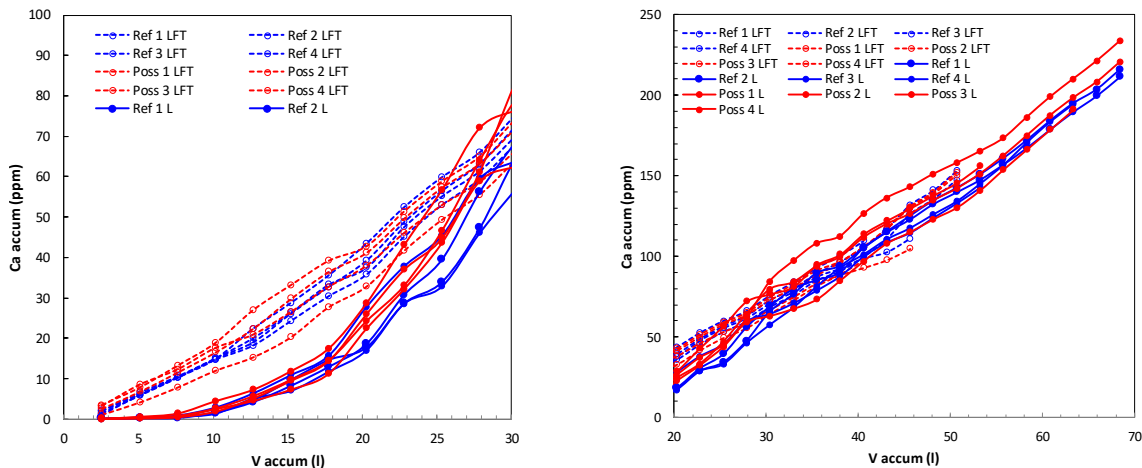 100
80
60
40
20
0
Ca accum (ppm)
Ref 1 LFT Ref 2 LFT
Ref 3 LFT Ref 4 LFT
Poss 1 LFT Poss 2 LFT
Poss 3 LFT Poss 4 LFT
Ref 1 L Ref 2 L
0 5 10 15 20 25 30
V accum (l)
250
200
150
100
50
0
Ca accum (ppm)
Ref 1 LFT Ref 2 LFT Ref 3 LFT
Ref 4 LFT Poss 1 LFT Poss 2 LFT
Poss 3 LFT Poss 4 LFT Ref 1 L
Ref 2 L Ref 3 L Ref 4 L
Poss 1 L Poss 2 L Poss 3 L
Poss 4 L
20 30 40 50 60 70
V accum (l)